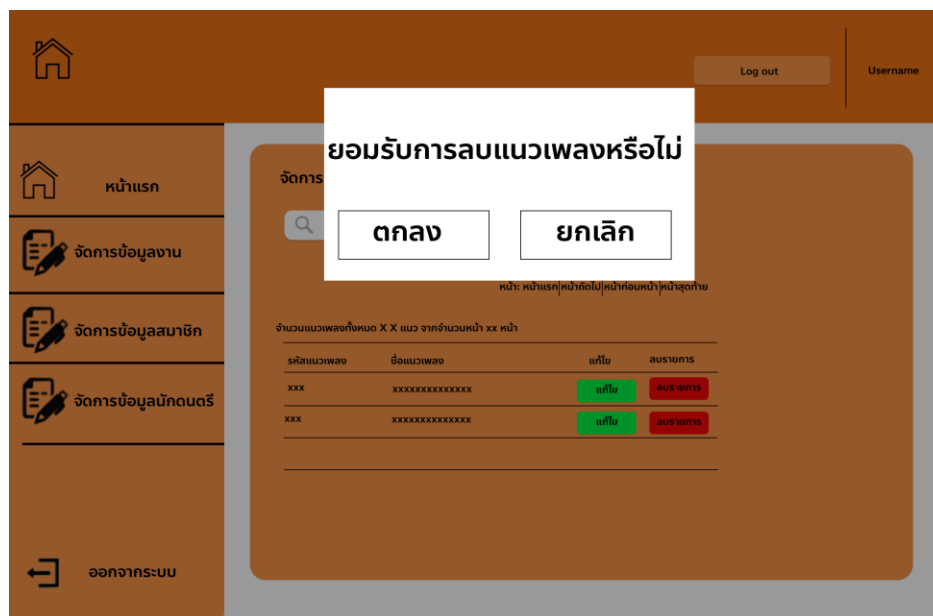 Log out
Username
ยอมรับการลบแนวเพลงหรือไม่
ตกลง ยกเลิก
หน้าแรก
จัดการข้อมูลงาน
จัดการข้อมูลสมาชิก
จัดการข้อมูลนักดนตรี
ออกจากระบบ
จัดการ
หน้า: หน้าแรก|หน้าถัดไป|หน้าก่อนหน้า|หน้าสุดท้าย
จำนวนแนวเพลงทั้งหมด X X แนว จากจำนวนหน้า xx หน้า
รหัสแนวเพลง ชื่อแนวเพลง แก้ไข ลบรายการ
xxx xxxxxxxxxxxxxx แก้ไข ลบรายการ
xxx xxxxxxxxxxxxxx แก้ไข ลบรายการ